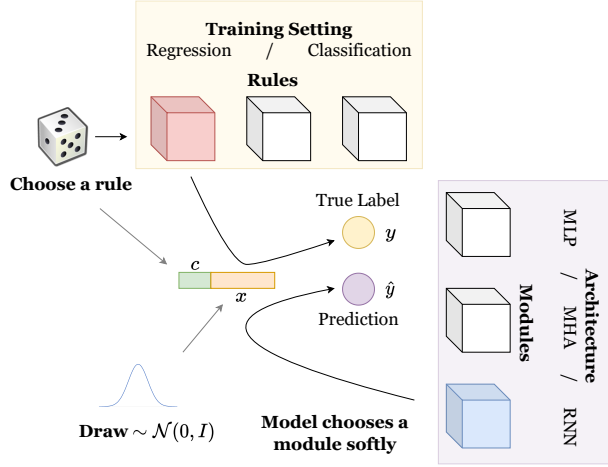 Training Setting
Regression / Classification
Rules
Choose a rule
True Label
y
c
x
ŷ
Prediction
Draw ∼ 𝒩(0, I)
Model chooses a
module softly
Modules
MLP / MHA / RNN
Architecture